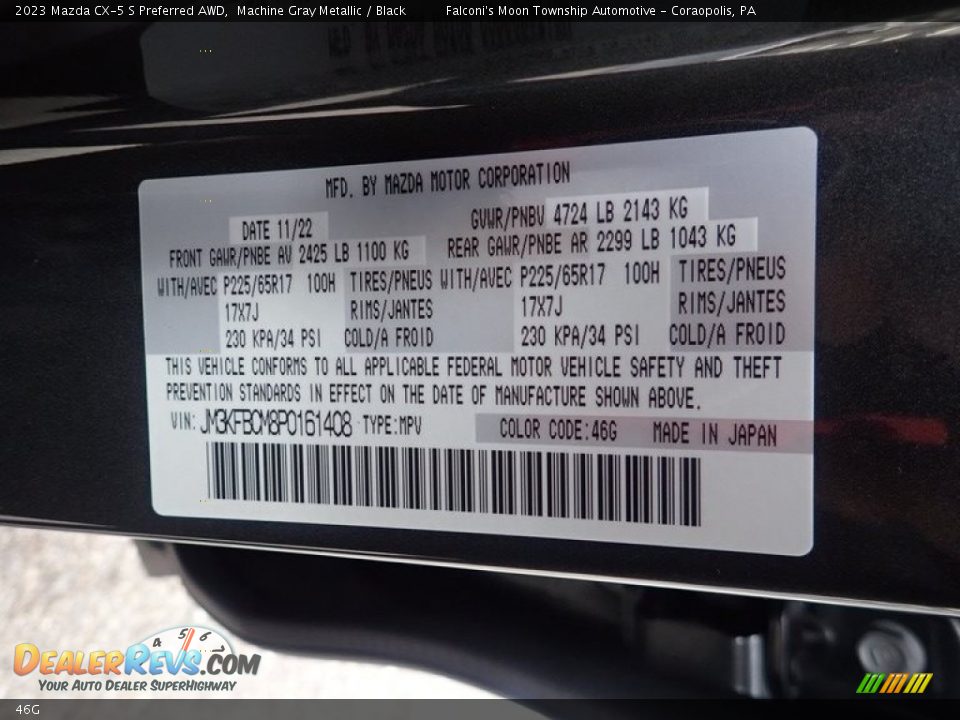 2023 Mazda CX-5 S Preferred AWD, Machine Gray Metallic / Black Falconi's Moon Township Automotive - Coraopolis, PA
MFD. BY MAZDA MOTOR CORPORATION
DATE 11/22 GVWR/PNBV 4724 LB 2143 KG
FRONT GAWR/PNBE AV 2425 LB 1100 KG REAR GAWR/PNBE AR 2299 LB 1043 KG
WITH/AVEC P225/65R17 100H TIRES/PNEUS WITH/AVEC P225/65R17 100H TIRES/PNEUS
17X7J RIMS/JANTES 17X7J RIMS/JANTES
230 KPA/34 PSI COLD/A FROID 230 KPA/34 PSI COLD/A FROID
THIS VEHICLE CONFORMS TO ALL APPLICABLE FEDERAL MOTOR VEHICLE SAFETY AND THEFT
PREVENTION STANDARDS IN EFFECT ON THE DATE OF MANUFACTURE SHOWN ABOVE.
VIN: JM3KFBCM8P0161408 TYPE:MPV COLOR CODE:46G MADE IN JAPAN
4 5 6
DEALERREVS.COM
YOUR AUTO DEALER SUPERHIGHWAY
46G